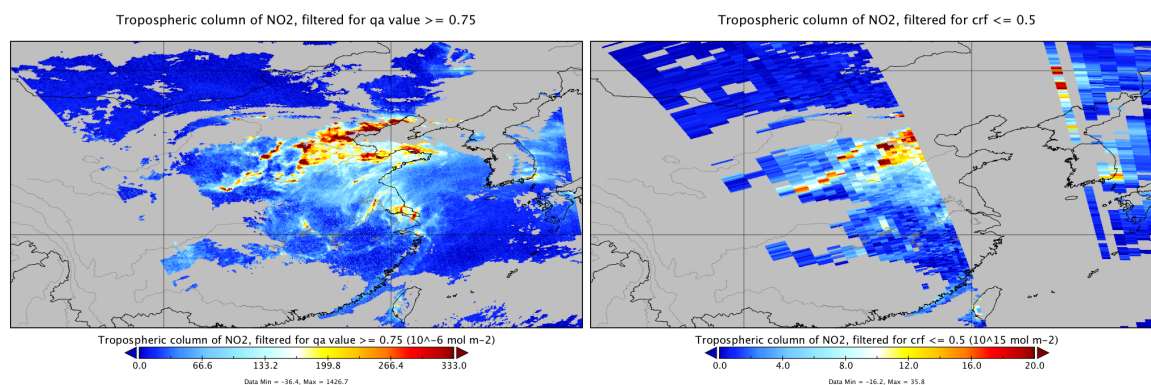 Tropospheric column of NO2, filtered for qa value >= 0.75
Tropospheric column of NO2, filtered for crf <= 0.5
Tropospheric column of NO2, filtered for qa value >= 0.75 (10^-6 mol m-2)
0.0 66.6 133.2 199.8 266.4 333.0
Data Min = -36.4, Max = 1426.7
Tropospheric column of NO2, filtered for crf <= 0.5 (10^15 mol m-2)
0.0 4.0 8.0 12.0 16.0 20.0
Data Min = -16.2, Max = 35.8